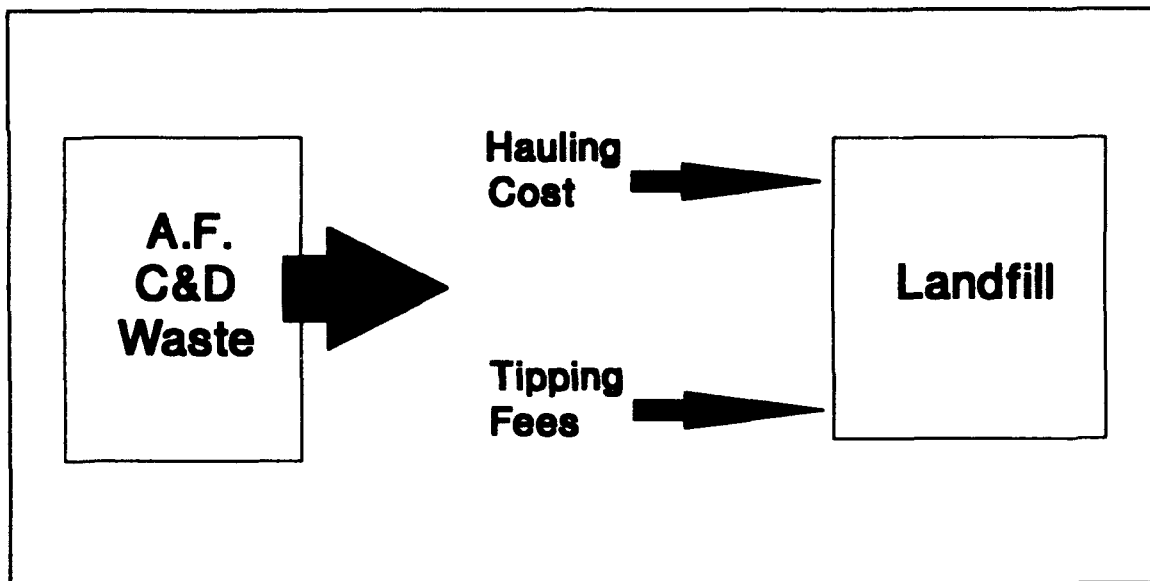 A.F.
C&D
Waste
Hauling
Cost
Tipping
Fees
Landfill